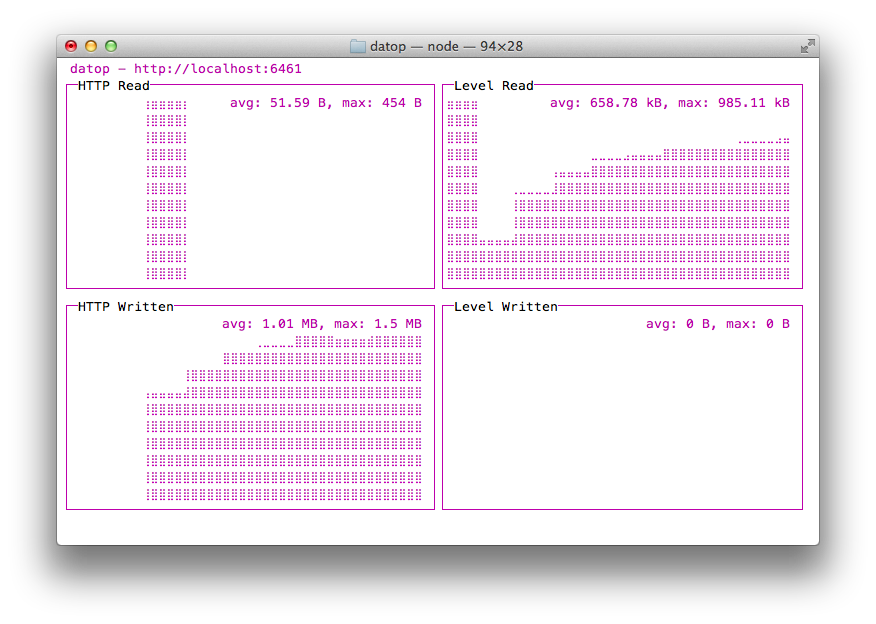 datop — node — 94×28
datop – http://localhost:6461
HTTP Read
avg: 51.59 B, max: 454 B
Level Read
avg: 658.78 kB, max: 985.11 kB
HTTP Written
avg: 1.01 MB, max: 1.5 MB
Level Written
avg: 0 B, max: 0 B